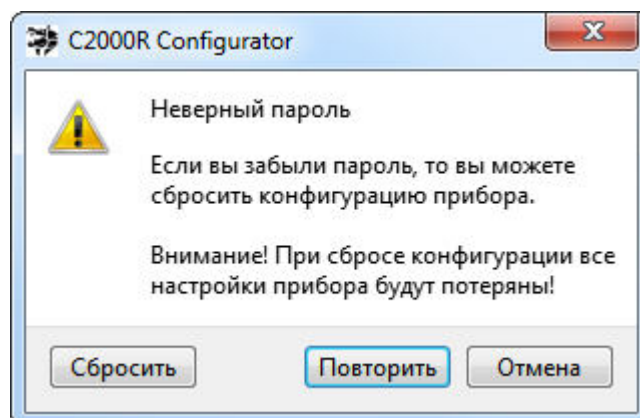 C2000R Configurator
Неверный пароль
Если вы забыли пароль, то вы можете
сбросить конфигурацию прибора.
Внимание! При сбросе конфигурации все
настройки прибора будут потеряны!
Сбросить Повторить Отмена